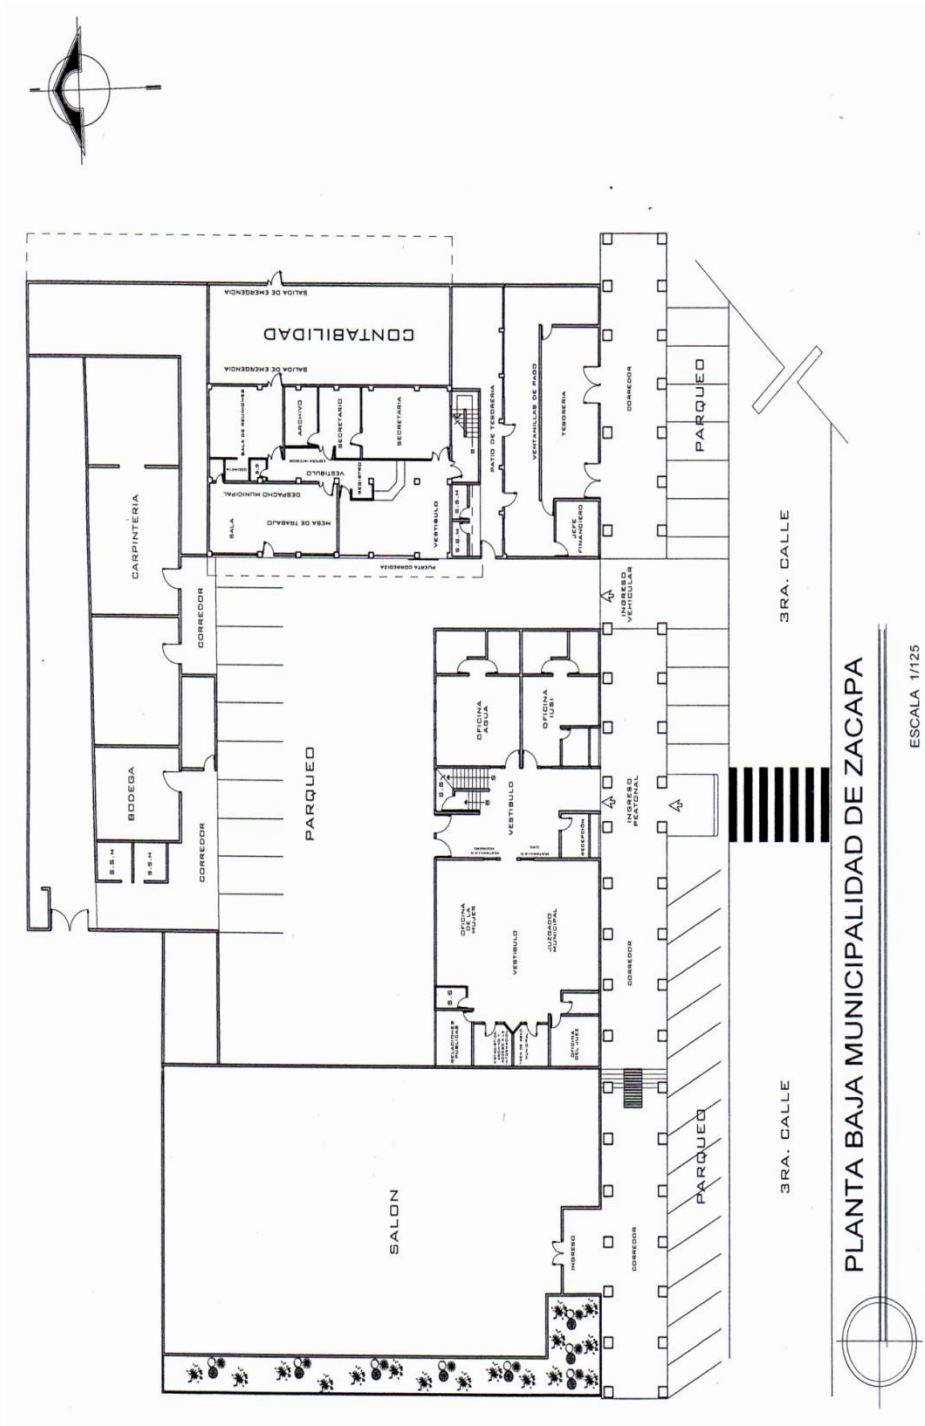 S.S.M
S.S.H
BODEGA
CARPINTERIA
CORREDOR
CORREDOR
PARQUEO
SALA
MESA DE TRABAJO
DESPACHO MUNICIPAL
S.S
SALA DE REUNIONES
VESTIBULO
REGISTRO
ARCHIVO
SECRETARIO
SECRETARIA
SALIDA DE EMERGENCIA
SALIDA DE EMERGENCIA
CONTABILIDAD
PUERTA CORREDIZA
VESTIBULO
S.S.H
S.S.M
S
PATIO DE TESORERIA
VENTANILLAS DE PAGO
TESORERIA
JEFE
FINANCIERO
SALON
INGRESO
RELACIONES
PUBLICAS
S.S
OFICINA
DE LA
MUJER
VESTIBULO
JUZGADO
MUNICIPAL
OFICINA
DEL JUEZ
S.S
S
B
VESTIBULO
RECEPCIÓN
OFICINA
AGUA
OFICINA
IUSI
INGRESO
PEATONAL
INGRESO
VEHICULAR
CORREDOR
CORREDOR
CORREDOR
PARQUEO
PARQUEO
3RA. CALLE
3RA. CALLE
PLANTA BAJA MUNICIPALIDAD DE ZACAPA
ESCALA 1/125